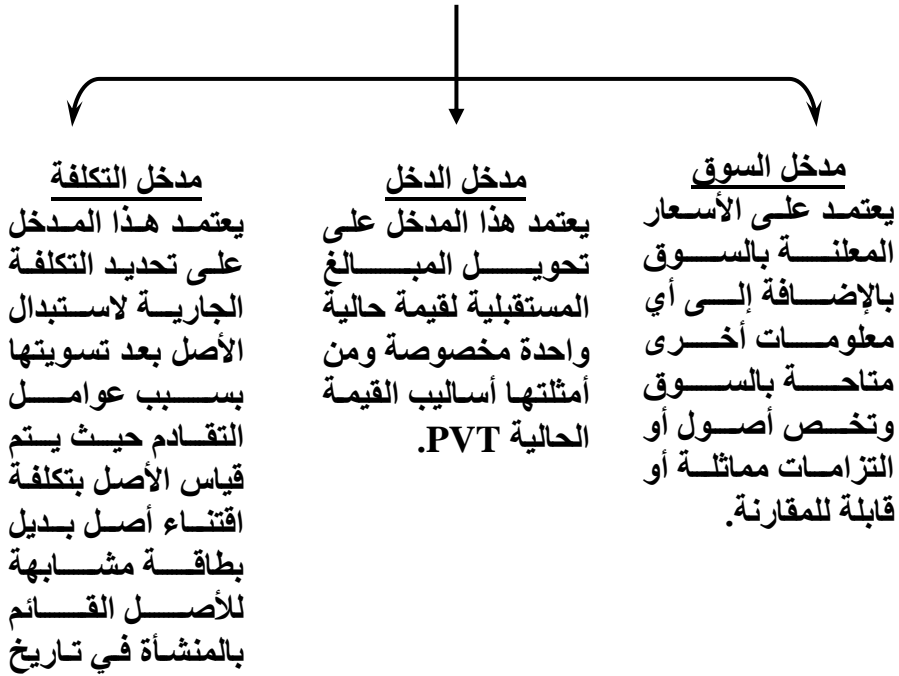 مدخل السوق
يعتمد على الأسعار
المعلنة بالسوق
بالإضافة إلى أي
معلومات أخرى
متاحة بالسوق
وتخص أصول أو
التزامات مماثلة أو
قابلة للمقارنة.
مدخل الدخل
يعتمد هذا المدخل على
تحويل المبالغ
المستقبلية لقيمة حالية
واحدة مخصوصة ومن
أمثلتها أساليب القيمة
الحالية PVT.
مدخل التكلفة
يعتمد هذا المدخل
على تحديد التكلفة
الجارية لاستبدال
الأصل بعد تسويتها
بسبب عوامل
التقادم حيث يتم
قياس الأصل بتكلفة
اقتناء أصل بديل
بطاقة مشابهة
للأصل القائم
بالمنشأة في تاريخ